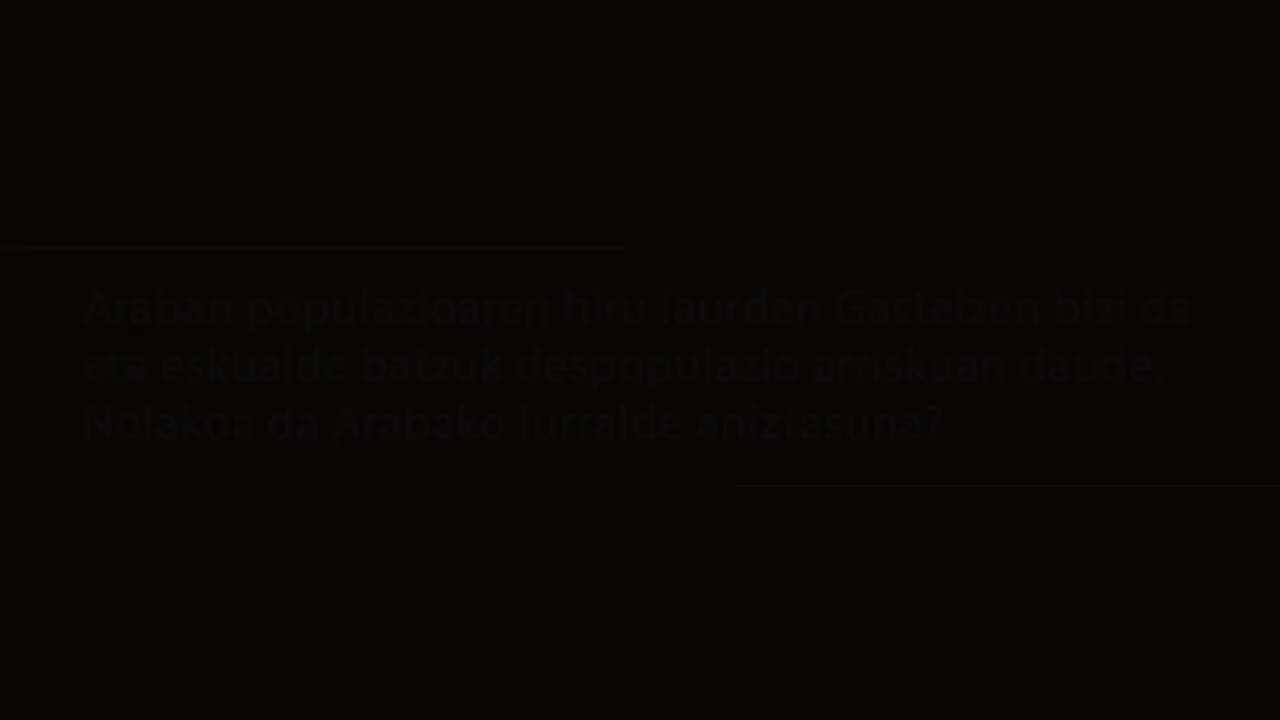 Araban populazioaren hiru laurden Gasteizen bizi da
eta eskualde batzuk despopulazio arriskuan daude.
Nolakoa da Arabako lurralde aniztasuna?